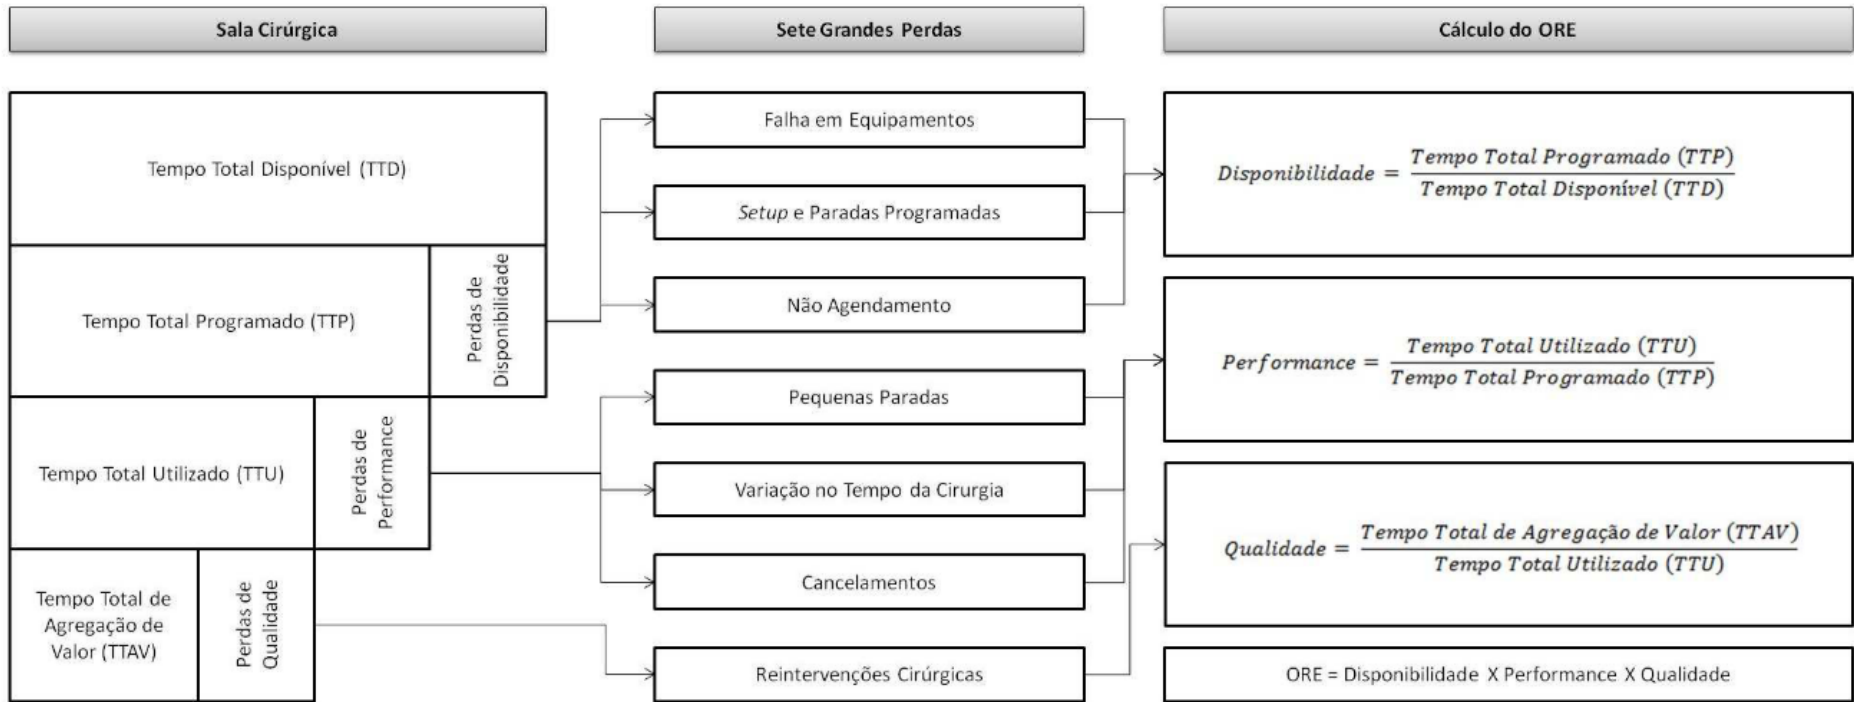 Sala Cirúrgica
Sete Grandes Perdas
Cálculo do ORE
Tempo Total Disponível (TTD)
Tempo Total Programado (TTP)
Perdas de
Disponibilidade
Tempo Total Utilizado (TTU)
Perdas de
Performance
Tempo Total de
Agregação de
Valor (TTAV)
Perdas de
Qualidade
Falha em Equipamentos
Setup e Paradas Programadas
Não Agendamento
Pequenas Paradas
Variação no Tempo da Cirurgia
Cancelamentos
Reintervenções Cirúrgicas
Disponibilidade = Tempo Total Programado (TTP)
Tempo Total Disponível (TTD)
Performance = Tempo Total Utilizado (TTU)
Tempo Total Programado (TTP)
Qualidade = Tempo Total de Agregação de Valor (TTAV)
Tempo Total Utilizado (TTU)
ORE = Disponibilidade X Performance X Qualidade